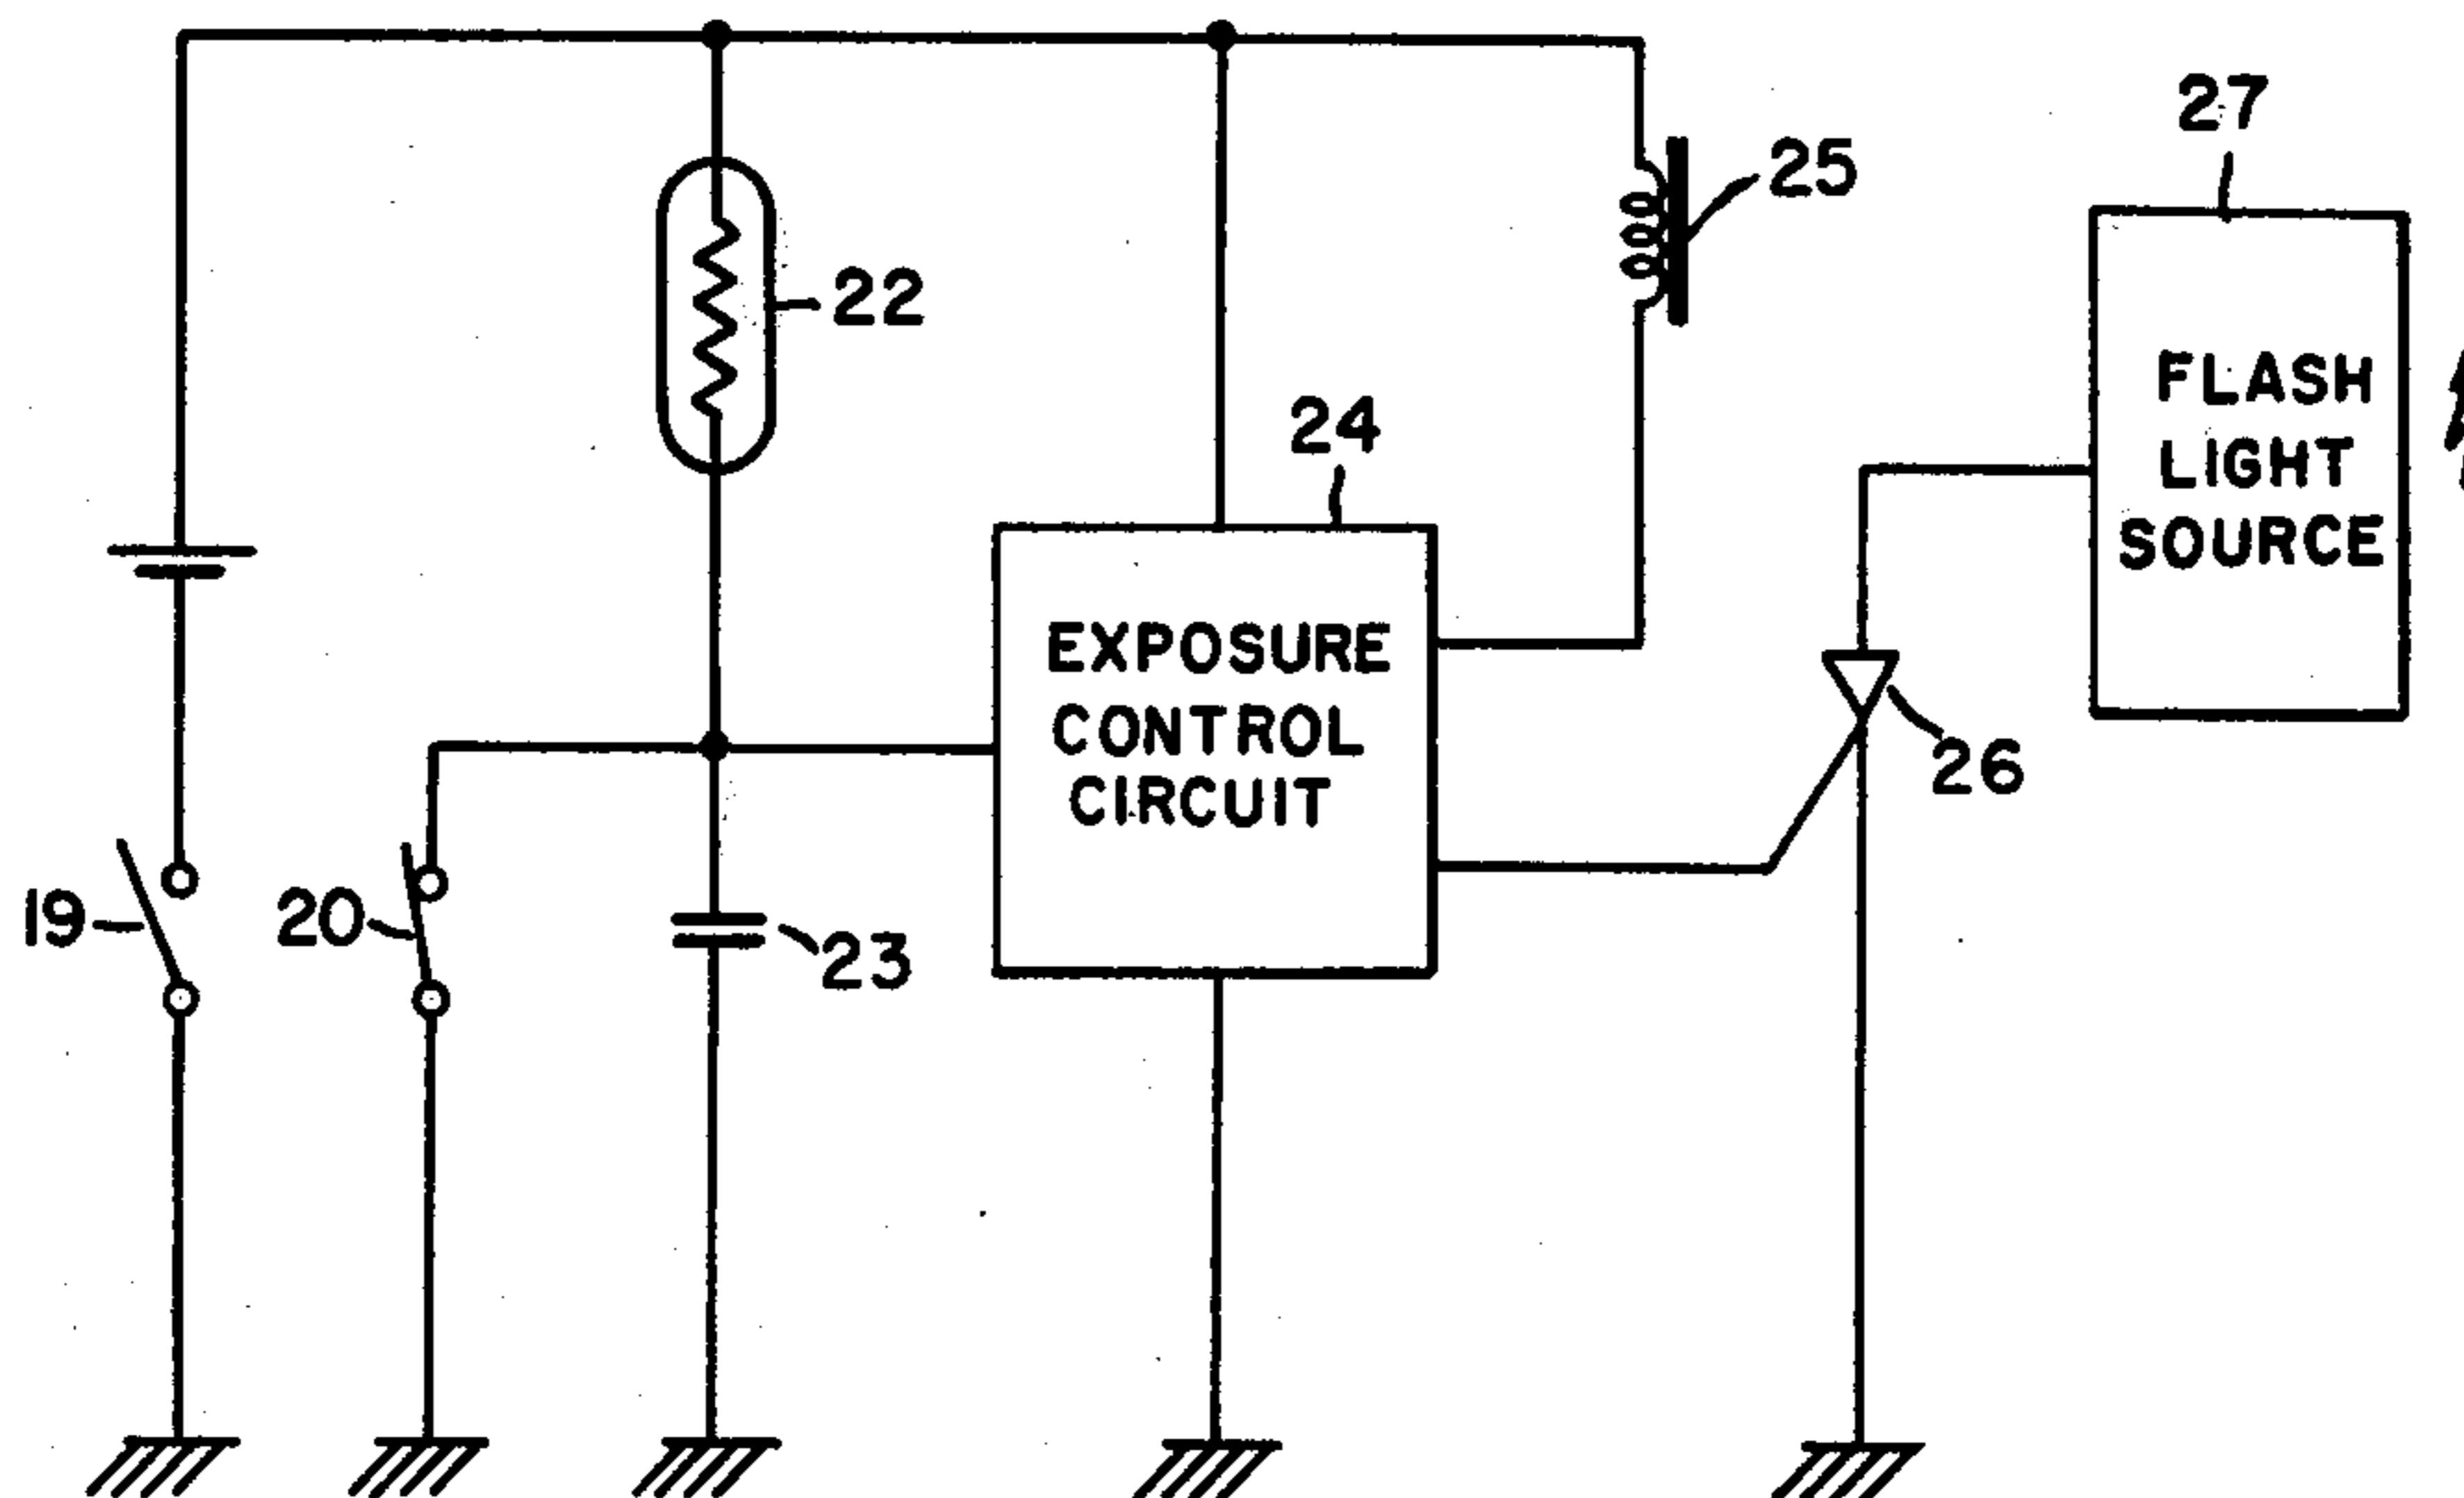 27
25
22
24
FLASH
LIGHT
SOURCE
EXPOSURE
CONTROL
CIRCUIT
26
19
20
23